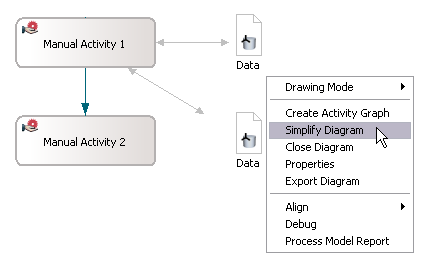 Manual Activity 1
Data
Manual Activity 2
Data
Drawing Mode
Create Activity Graph
Simplify Diagram
Close Diagram
Properties
Export Diagram
Align
Debug
Process Model Report